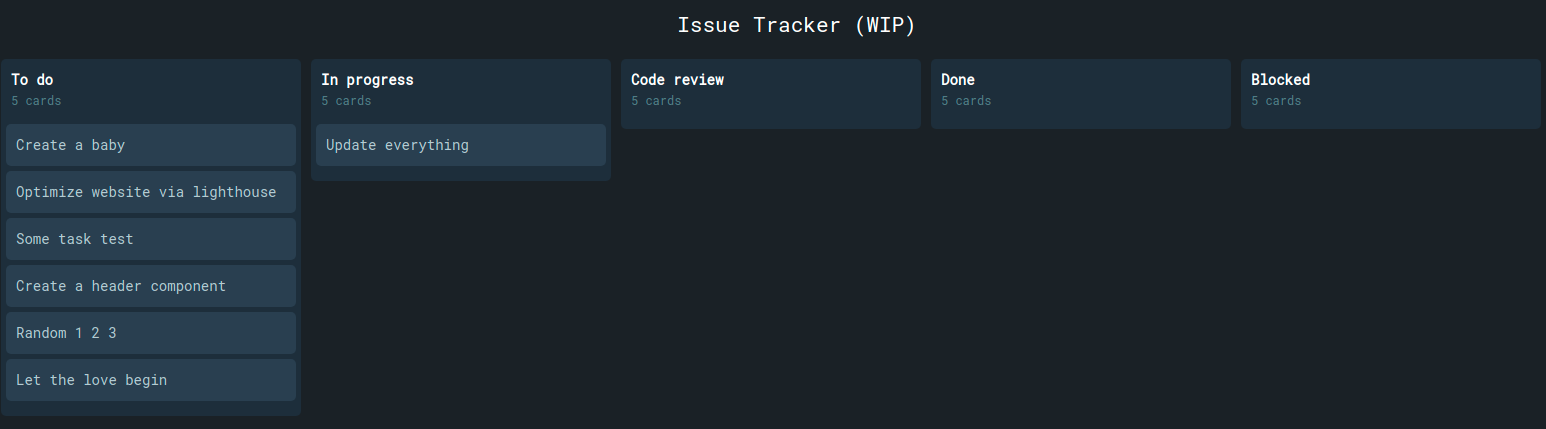 Issue Tracker (WIP)
To do
5 cards
Create a baby
Optimize website via lighthouse
Some task test
Create a header component
Random 1 2 3
Let the love begin
In progress
5 cards
Update everything
Code review
5 cards
Done
5 cards
Blocked
5 cards